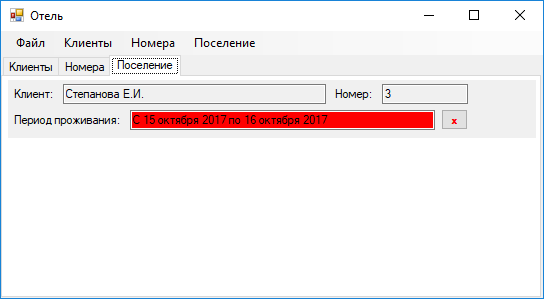 Отель
Файл Клиенты Номера Поселение
Клиенты Номера Поселение
Клиент: Степанова Е.И. Номер: 3
Период проживания: С 15 октября 2017 по 16 октября 2017 x